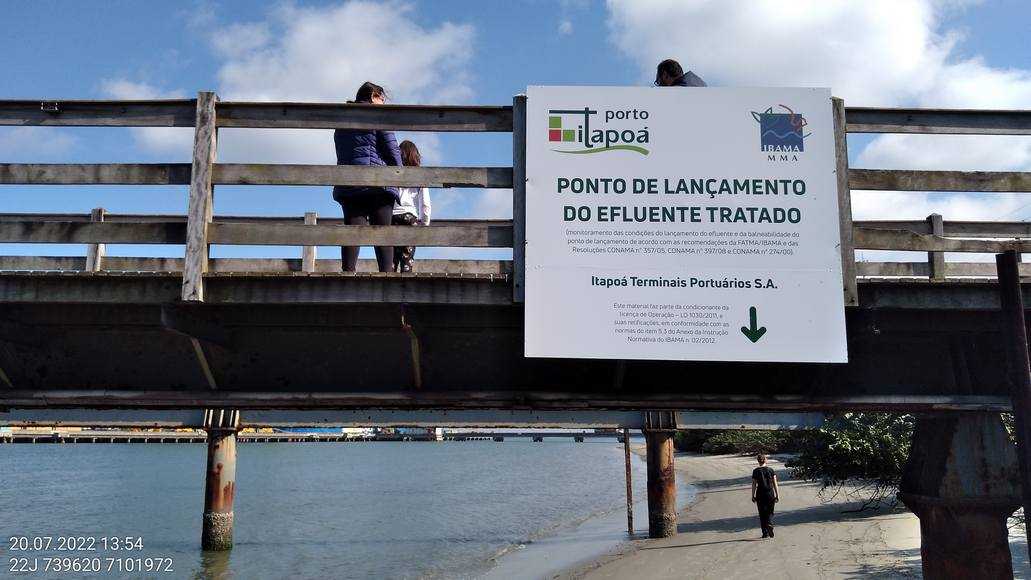 porto
itapoá
IBAMA
M M A
PONTO DE LANÇAMENTO
DO EFLUENTE TRATADO
(monitoramento das condições do lançamento do efluente e da balneabilidade do
ponto de lançamento de acordo com as recomendações da FATMA/IBAMA e das
Resoluções CONAMA n° 357/05, CONAMA n° 397/08 e CONAMA n° 274/00).
Itapoá Terminais Portuários S.A.
Este material faz parte da condicionante da
licença de Operação – LO 1030/2011, e
suas retificações, em conformidade com as
normas do item 5.3 do Anexo da Instrução
Normativa do IBAMA n. 02/2012.
20.07.2022 13:54
22J 739620 7101972